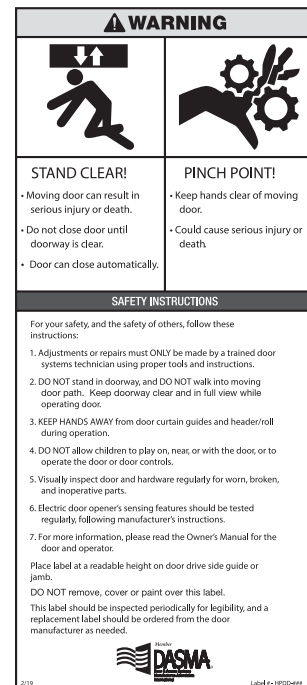 WARNING
STAND CLEAR!
• Moving door can result in
serious injury or death.
• Do not close door until
doorway is clear.
• Door can close automatically.
PINCH POINT!
• Keep hands clear of moving
door.
• Could cause serious injury or
death.
SAFETY INSTRUCTIONS
For your safety, and the safety of others, follow these
instructions:
1. Adjustments or repairs must ONLY be made by a trained door
systems technician using proper tools and instructions.
2. DO NOT stand in doorway, and DO NOT walk into moving
door path. Keep doorway clear and in full view while
operating door.
3. KEEP HANDS AWAY from door curtain guides and header/roll
during operation.
4. DO NOT allow children to play on, near, or with the door, or to
operate the door or door controls.
5. Visually inspect door and hardware regularly for worn, broken,
and inoperative parts.
6. Electric door opener's sensing features should be tested
regularly, following manufacturer's instructions.
7. For more information, please read the Owner's Manual for the
door and operator.
Place label at a readable height on door drive side guide or
jamb.
DO NOT remove, cover or paint over this label.
This label should be inspected periodically for legibility, and a
replacement label should be ordered from the door
manufacturer as needed.
Member
DASMA
2/19
Label # - HPDD-###